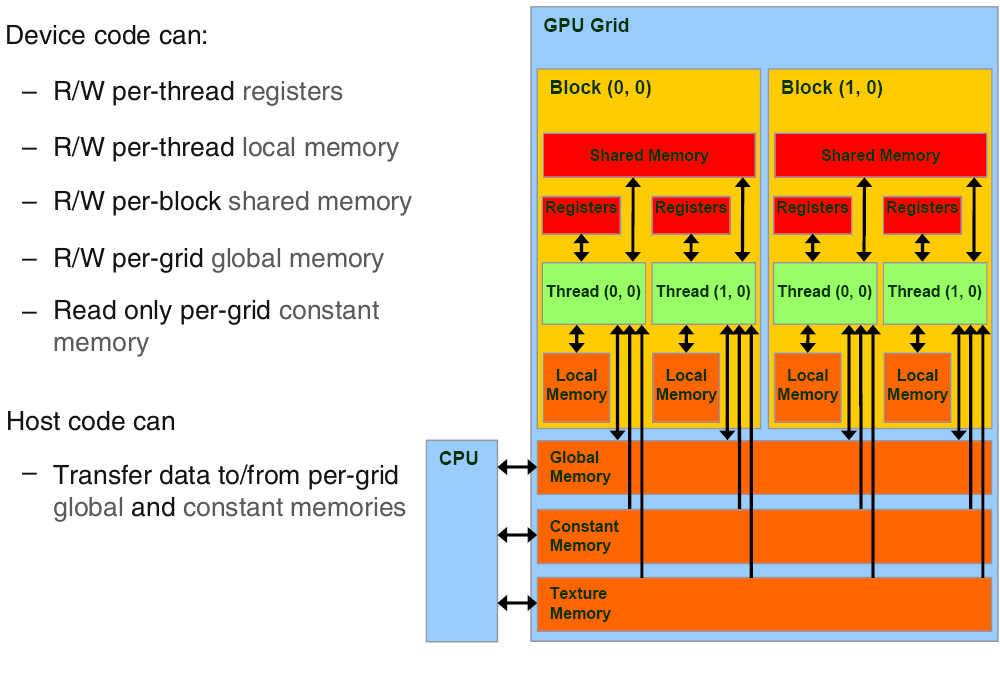 Device code can:
– R/W per-thread registers
– R/W per-thread local memory
– R/W per-block shared memory
– R/W per-grid global memory
– Read only per-grid constant
memory
Host code can
– Transfer data to/from per-grid
global and constant memories
GPU Grid
Block (0, 0)
Shared Memory
Registers
Registers
Thread (0, 0)
Thread (1, 0)
Local
Memory
Local
Memory
Block (1, 0)
Shared Memory
Registers
Registers
Thread (0, 0)
Thread (1, 0)
Local
Memory
Local
Memory
CPU
Global
Memory
Constant
Memory
Texture
Memory